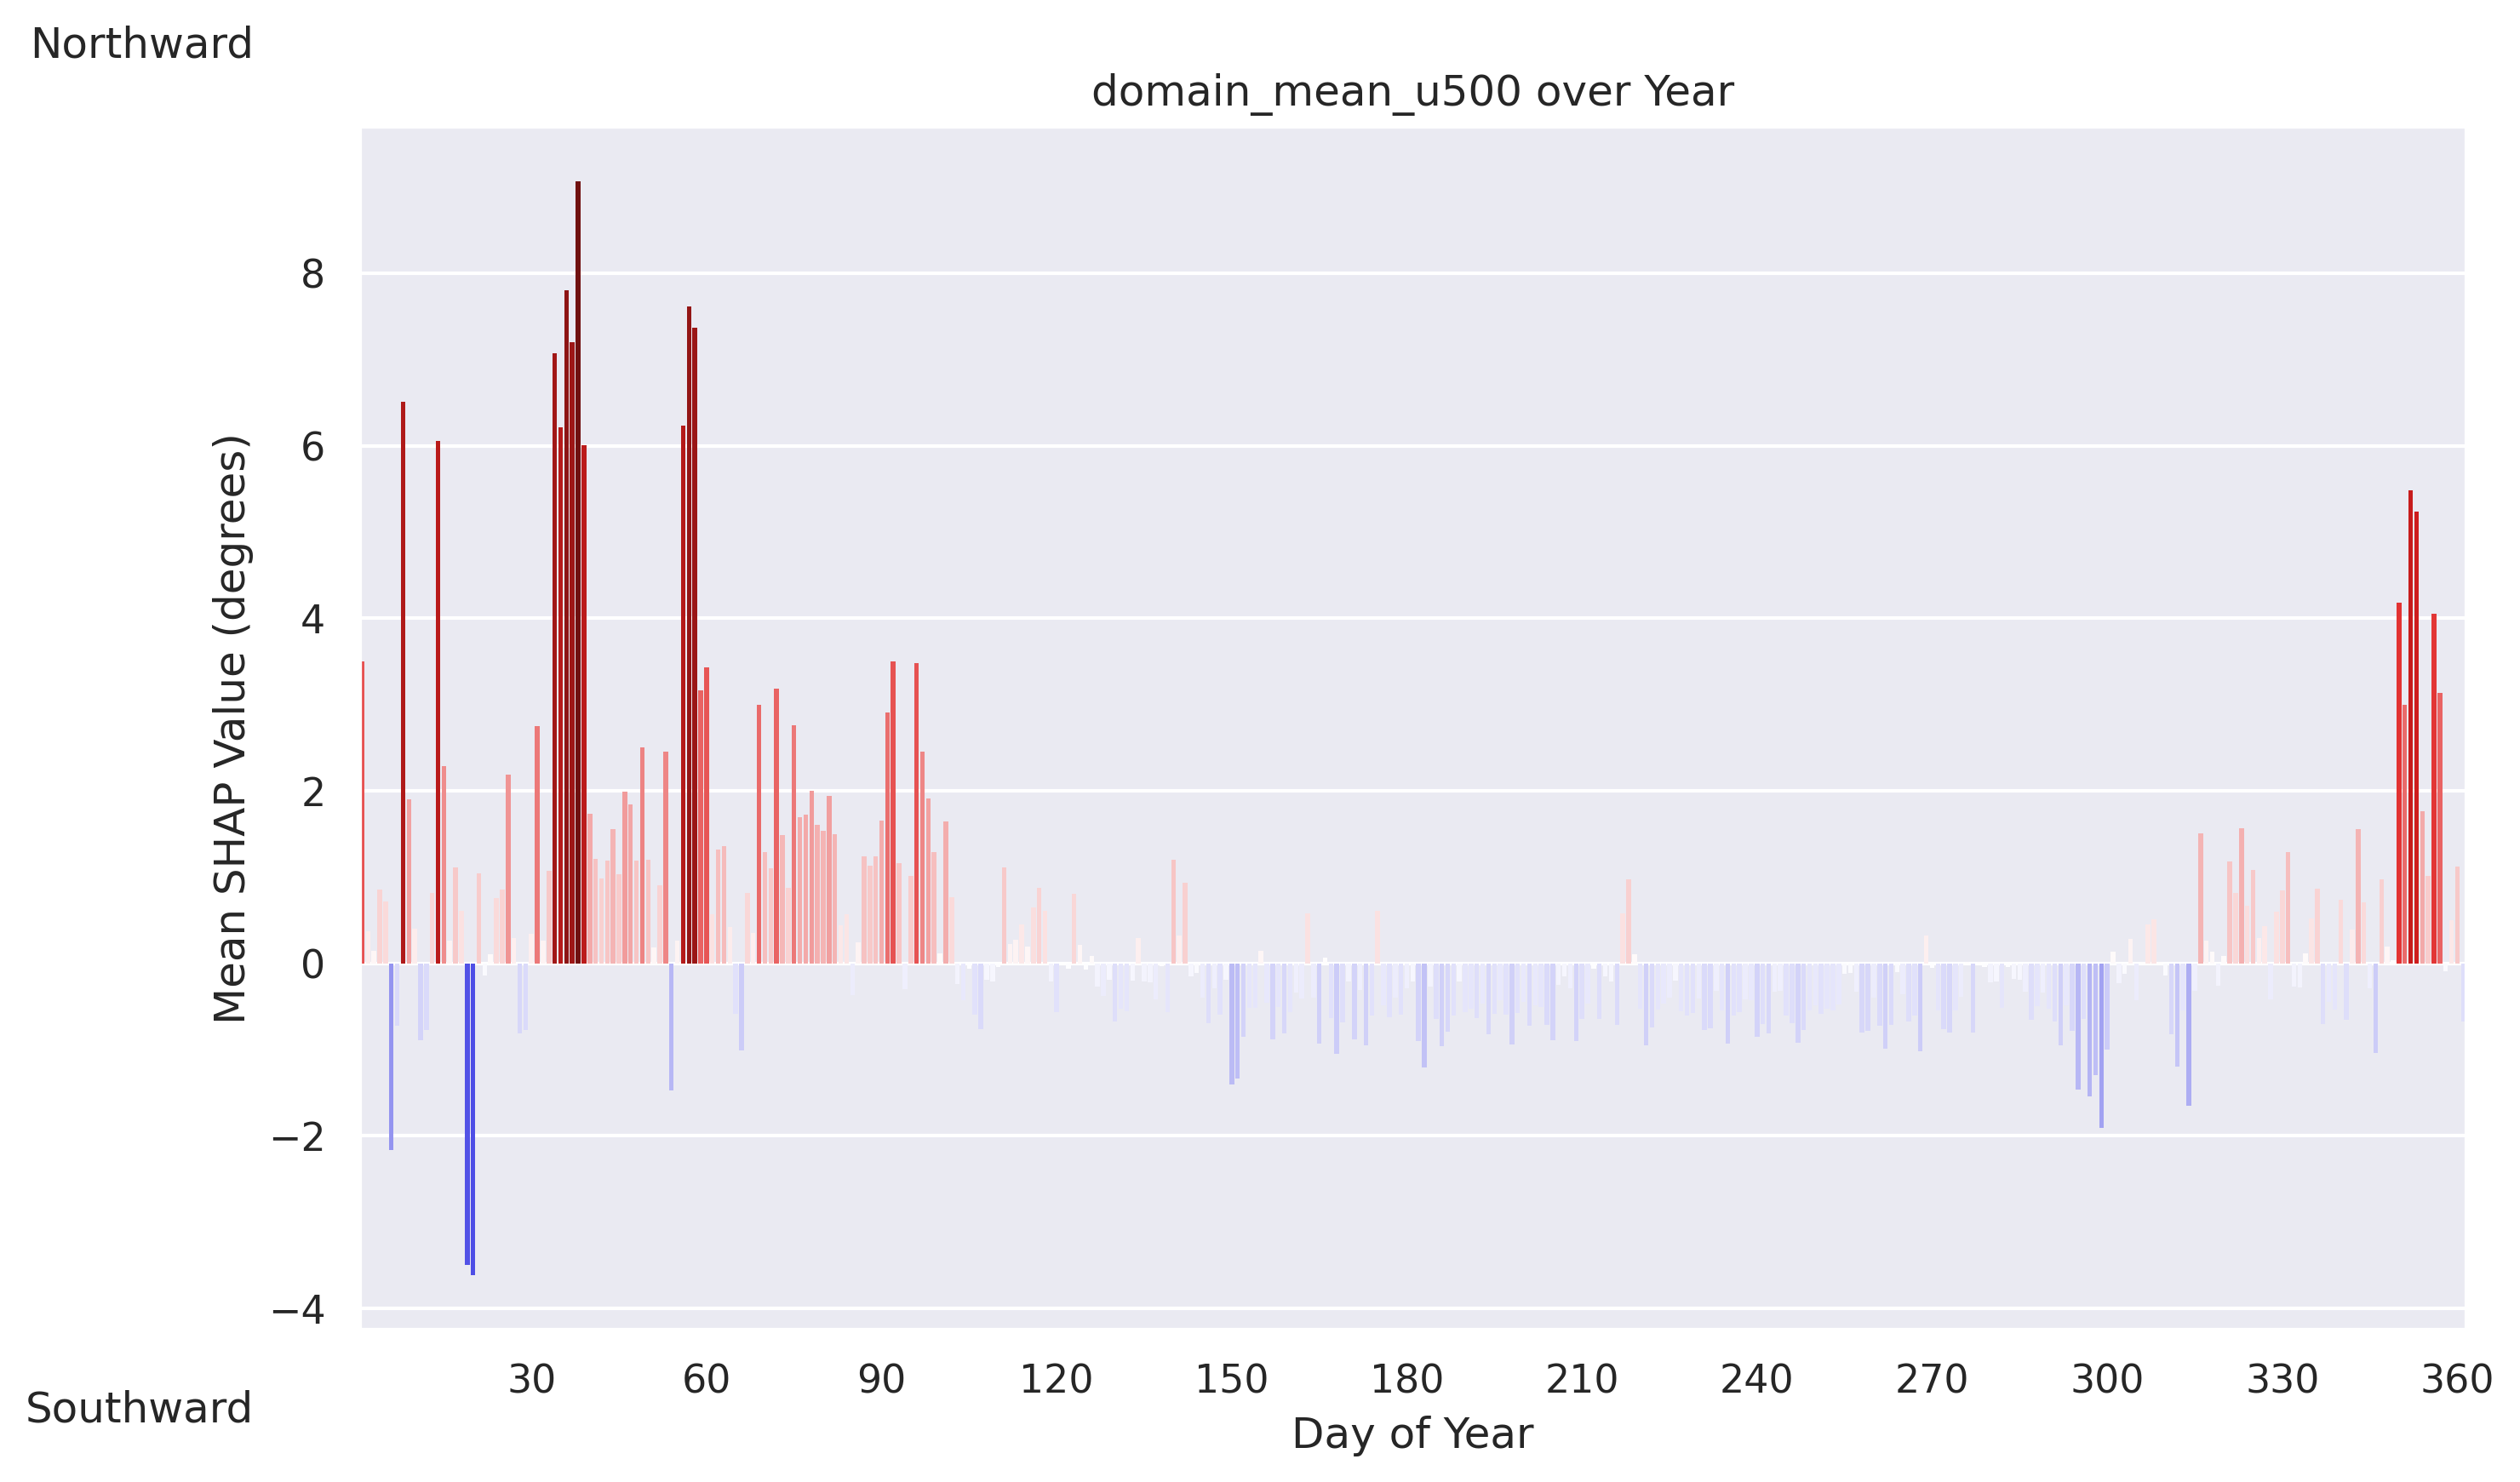 Northward
domain_mean_u500 over Year
Mean SHAP Value (degrees)
8
6
4
2
0
−2
−4
30 60 90 120 150 180 210 240 270 300 330 360
Southward
Day of Year